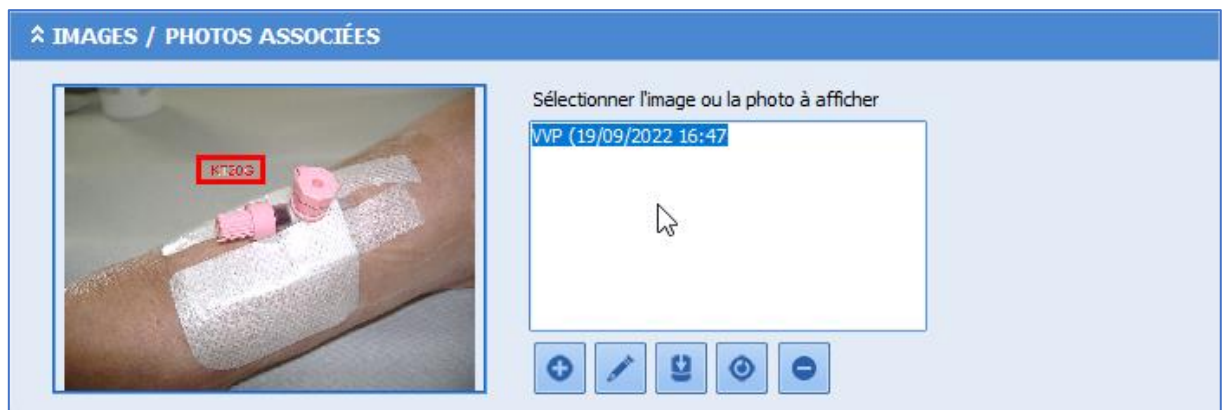 IMAGES / PHOTOS ASSOCIÉES
Sélectionner l'image ou la photo à afficher
VVP (19/09/2022 16:47